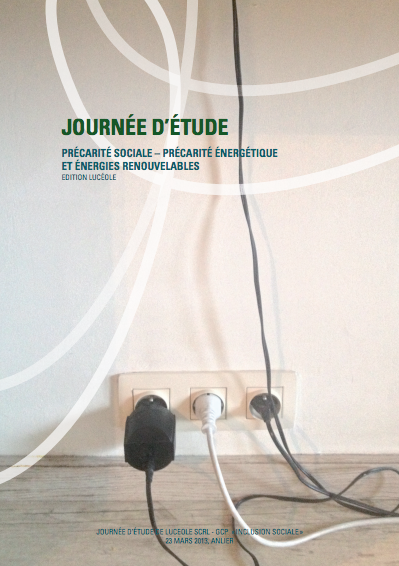 JOURNÉE D'ÉTUDE
PRÉCARITÉ SOCIALE – PRÉCARITÉ ÉNERGÉTIQUE
ET ÉNERGIES RENOUVELABLES
EDITION LUCÉOLE
JOURNÉE D'ÉTUDE DE LUCEOLE SCRL - GCP «INCLUSION SOCIALE»
23 MARS 2013, ANLIER